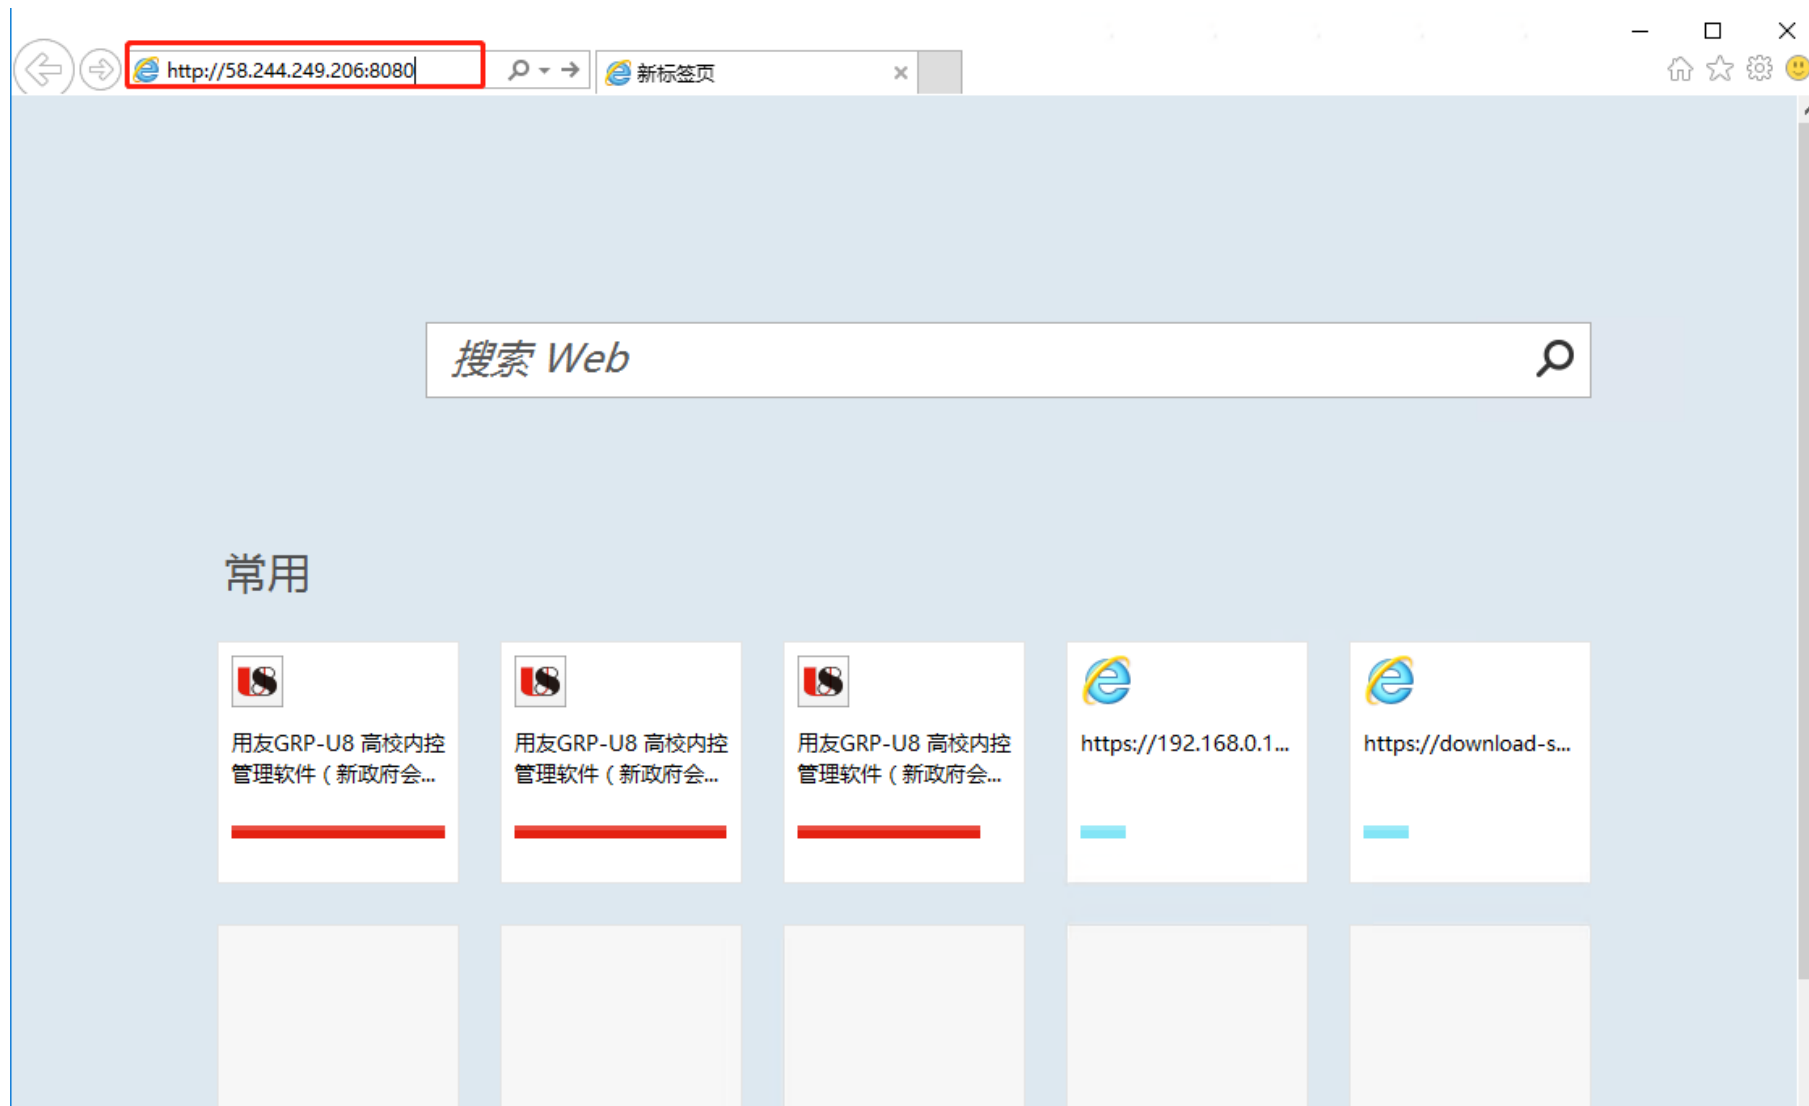 http://58.244.249.206:8080
新标签页
搜索 Web
常用
用友GRP-U8 高校内控
管理软件（新政府会...
用友GRP-U8 高校内控
管理软件（新政府会...
用友GRP-U8 高校内控
管理软件（新政府会...
https://192.168.0.1...
https://download-s...